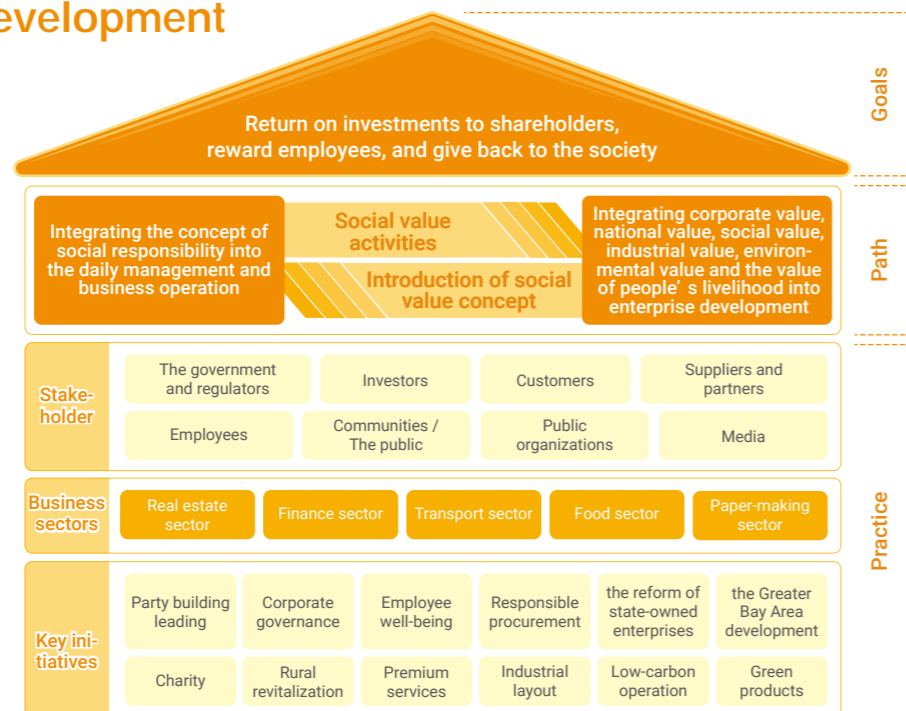 evelopment
Goals
Return on investments to shareholders,
reward employees, and give back to the society
Path
Integrating the concept of
social responsibility into
the daily management and
business operation
Social value
activities
Introduction of social
value concept
Integrating corporate value,
national value, social value,
industrial value, environ-
mental value and the value
of people’ s livelihood into
enterprise development
Practice
Stake-
holder
The government
and regulators
Investors
Customers
Suppliers and
partners
Employees
Communities /
The public
Public
organizations
Media
Business
sectors
Real estate
sector
Finance sector
Transport sector
Food sector
Paper-making
sector
Key ini-
tiatives
Party building
leading
Corporate
governance
Employee
well-being
Responsible
procurement
the reform of
state-owned
enterprises
the Greater
Bay Area
development
Charity
Rural
revitalization
Premium
services
Industrial
layout
Low-carbon
operation
Green
products